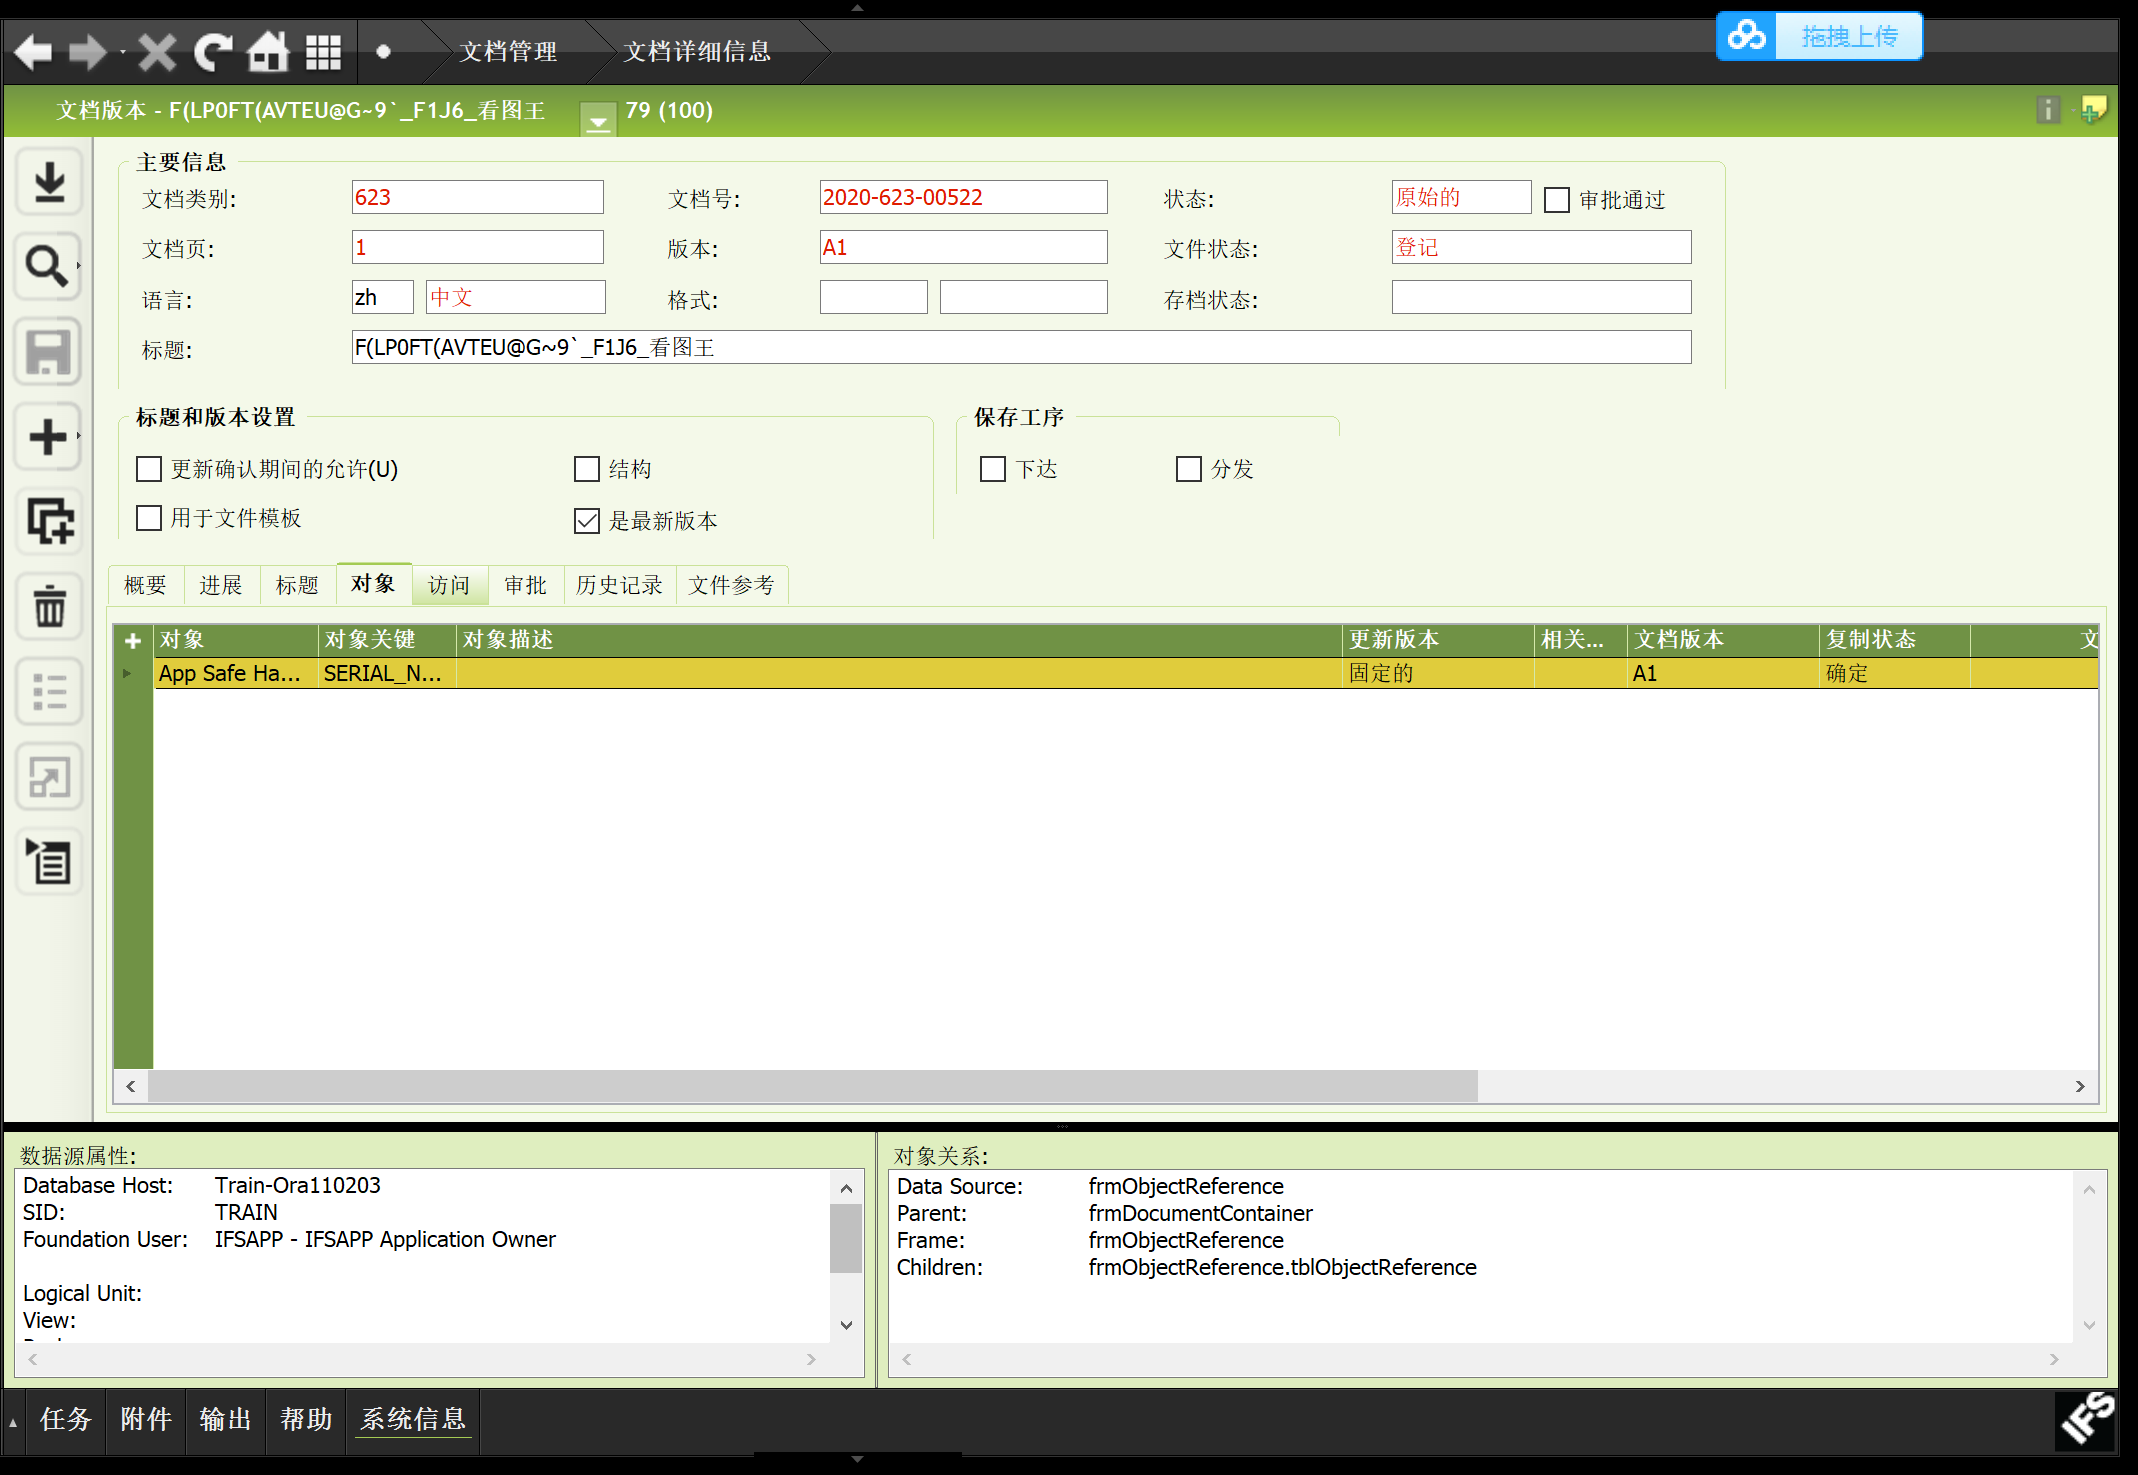 文档管理 文档详细信息 拖拽上传
文档版本 - F(LP0FT(AVTEU@G~9`_F1J6_看图王 79 (100)
主要信息
文档类别: 623 文档号: 2020-623-00522 状态: 原始的 审批通过
文档页: 1 版本: A1 文件状态: 登记
语言: zh 中文 格式: 存档状态:
标题: F(LP0FT(AVTEU@G~9`_F1J6_看图王
标题和版本设置 保存工序
更新确认期间的允许(U) 结构 下达 分发
用于文件模板 是最新版本
概要 进展 标题 对象 访问 审批 历史记录 文件参考
对象 对象关键 对象描述 更新版本 相关... 文档版本 复制状态 文
App Safe Ha... SERIAL_N... 固定的 A1 确定
数据源属性:
Database Host: Train-Ora110203
SID: TRAIN
Foundation User: IFSAPP - IFSAPP Application Owner
Logical Unit:
View:
对象关系:
Data Source: frmObjectReference
Parent: frmDocumentContainer
Frame: frmObjectReference
Children: frmObjectReference.tblObjectReference
任务 附件 输出 帮助 系统信息 IFS